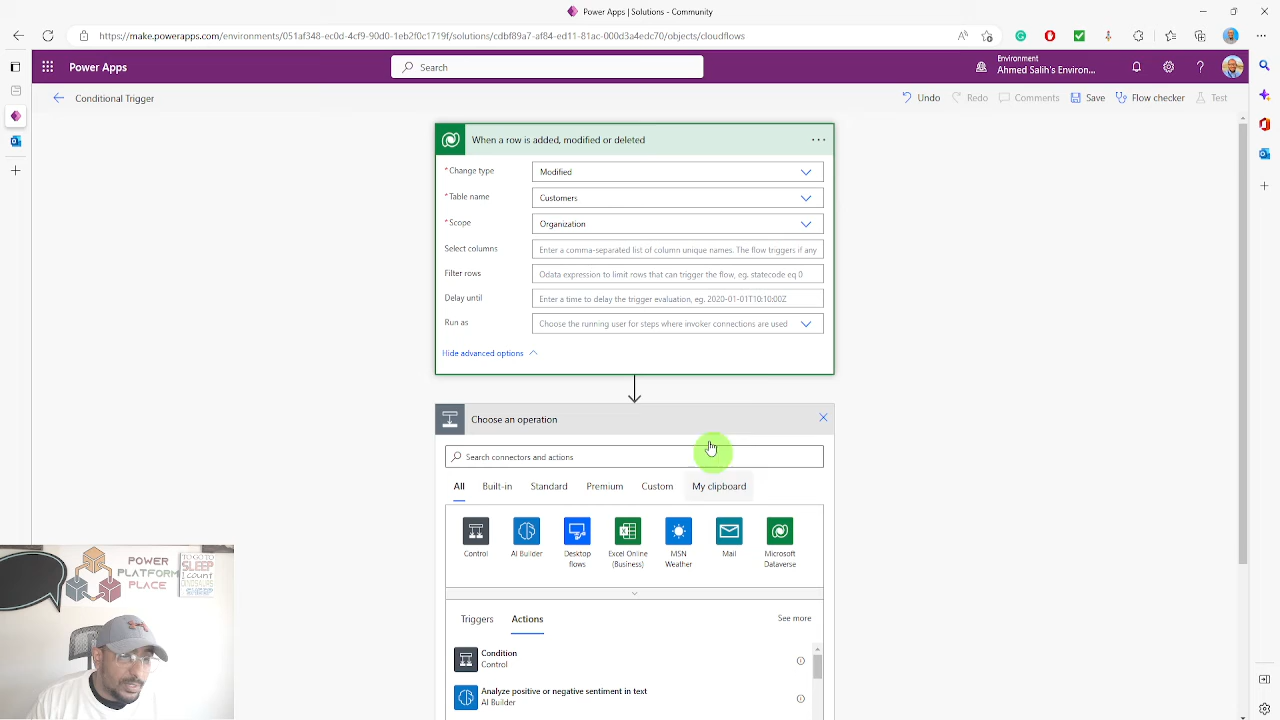 Power Apps | Solutions - Community
https://make.powerapps.com/environments/051af348-ec0d-4cf9-90d0-1eb2f0c1719f/solutions/cdbf89a7-af84-ed11-81ac-000d3a4edc70/objects/cloudflows
Power Apps
Search
Environment
Ahmed Salih's Environ...
Conditional Trigger
Undo
Redo
Comments
Save
Flow checker
Test
When a row is added, modified or deleted
...
*Change type
Modified
*Table name
Customers
*Scope
Organization
Select columns
Enter a comma-separated list of column unique names. The flow triggers if any
Filter rows
Odata expression to limit rows that can trigger the flow, eg. statecode eq 0
Delay until
Enter a time to delay the trigger evaluation, eg. 2020-01-01T10:10:00Z
Run as
Choose the running user for steps where invoker connections are used
Hide advanced options
Choose an operation
Search connectors and actions
All
Built-in
Standard
Premium
Custom
My clipboard
Control
AI Builder
Desktop flows
Excel Online (Business)
MSN Weather
Mail
Microsoft Dataverse
Triggers
Actions
See more
Condition
Control
Analyze positive or negative sentiment in text
AI Builder
POWER
PLATFORM
PLACE
TO GO TO
SLEEP
I COUNT